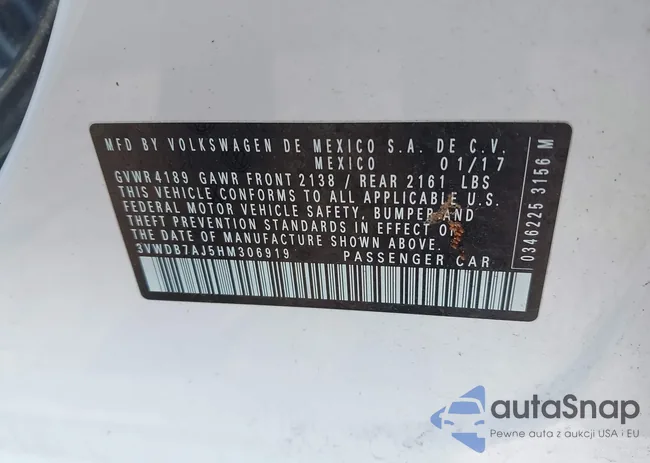 MFD BY VOLKSWAGEN DE MEXICO S.A. DE C.V.
MEXICO 01/17
GVWR 4189 GAWR FRONT 2138 / REAR 2161 LBS
THIS VEHICLE CONFORMS TO ALL APPLICABLE U.S.
FEDERAL MOTOR VEHICLE SAFETY, BUMPER AND
THEFT PREVENTION STANDARDS IN EFFECT ON
THE DATE OF MANUFACTURE SHOWN ABOVE.
3VWDB7AJ5HM306919 PASSENGER CAR
0346225 3156 M
autoSnap
Pewne auta z aukcji USA i EU